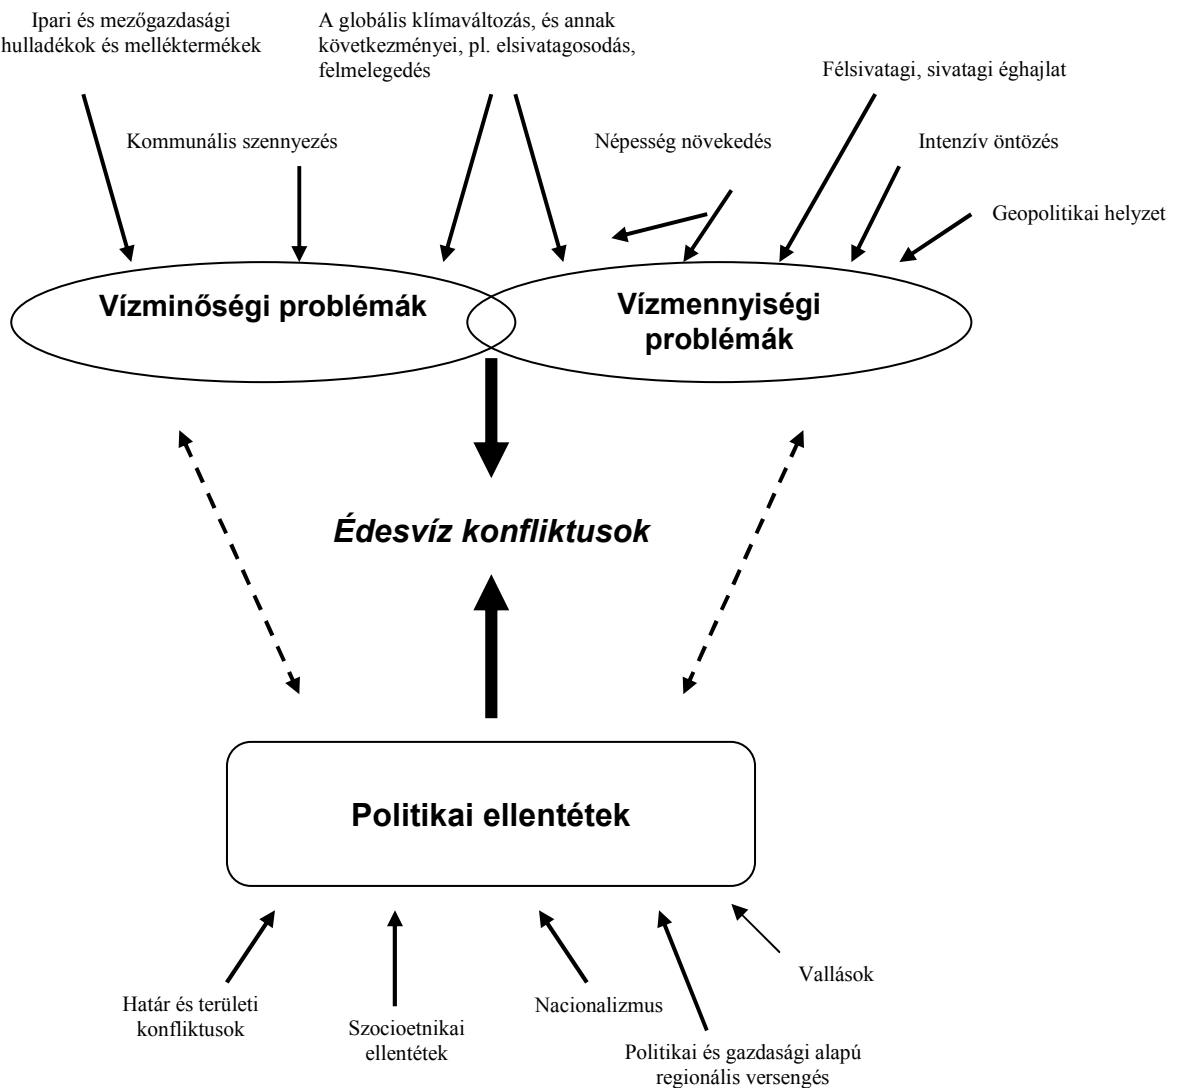 Ipari és mezőgazdasági
hulladékok és melléktermékek
A globális klímaváltozás, és annak
következményei, pl. elsivatagosodás,
felmelegedés
Félsivatagi, sivatagi éghajlat
Kommunális szennyezés
Népesség növekedés
Intenzív öntözés
Geopolitikai helyzet
Vízminőségi problémák
Vízmennyiségi
problémák
Édesvíz konfliktusok
Politikai ellentétek
Határ és területi
konfliktusok
Szocioetnikai
ellentétek
Nacionalizmus
Politikai és gazdasági alapú
regionális versengés
Vallások